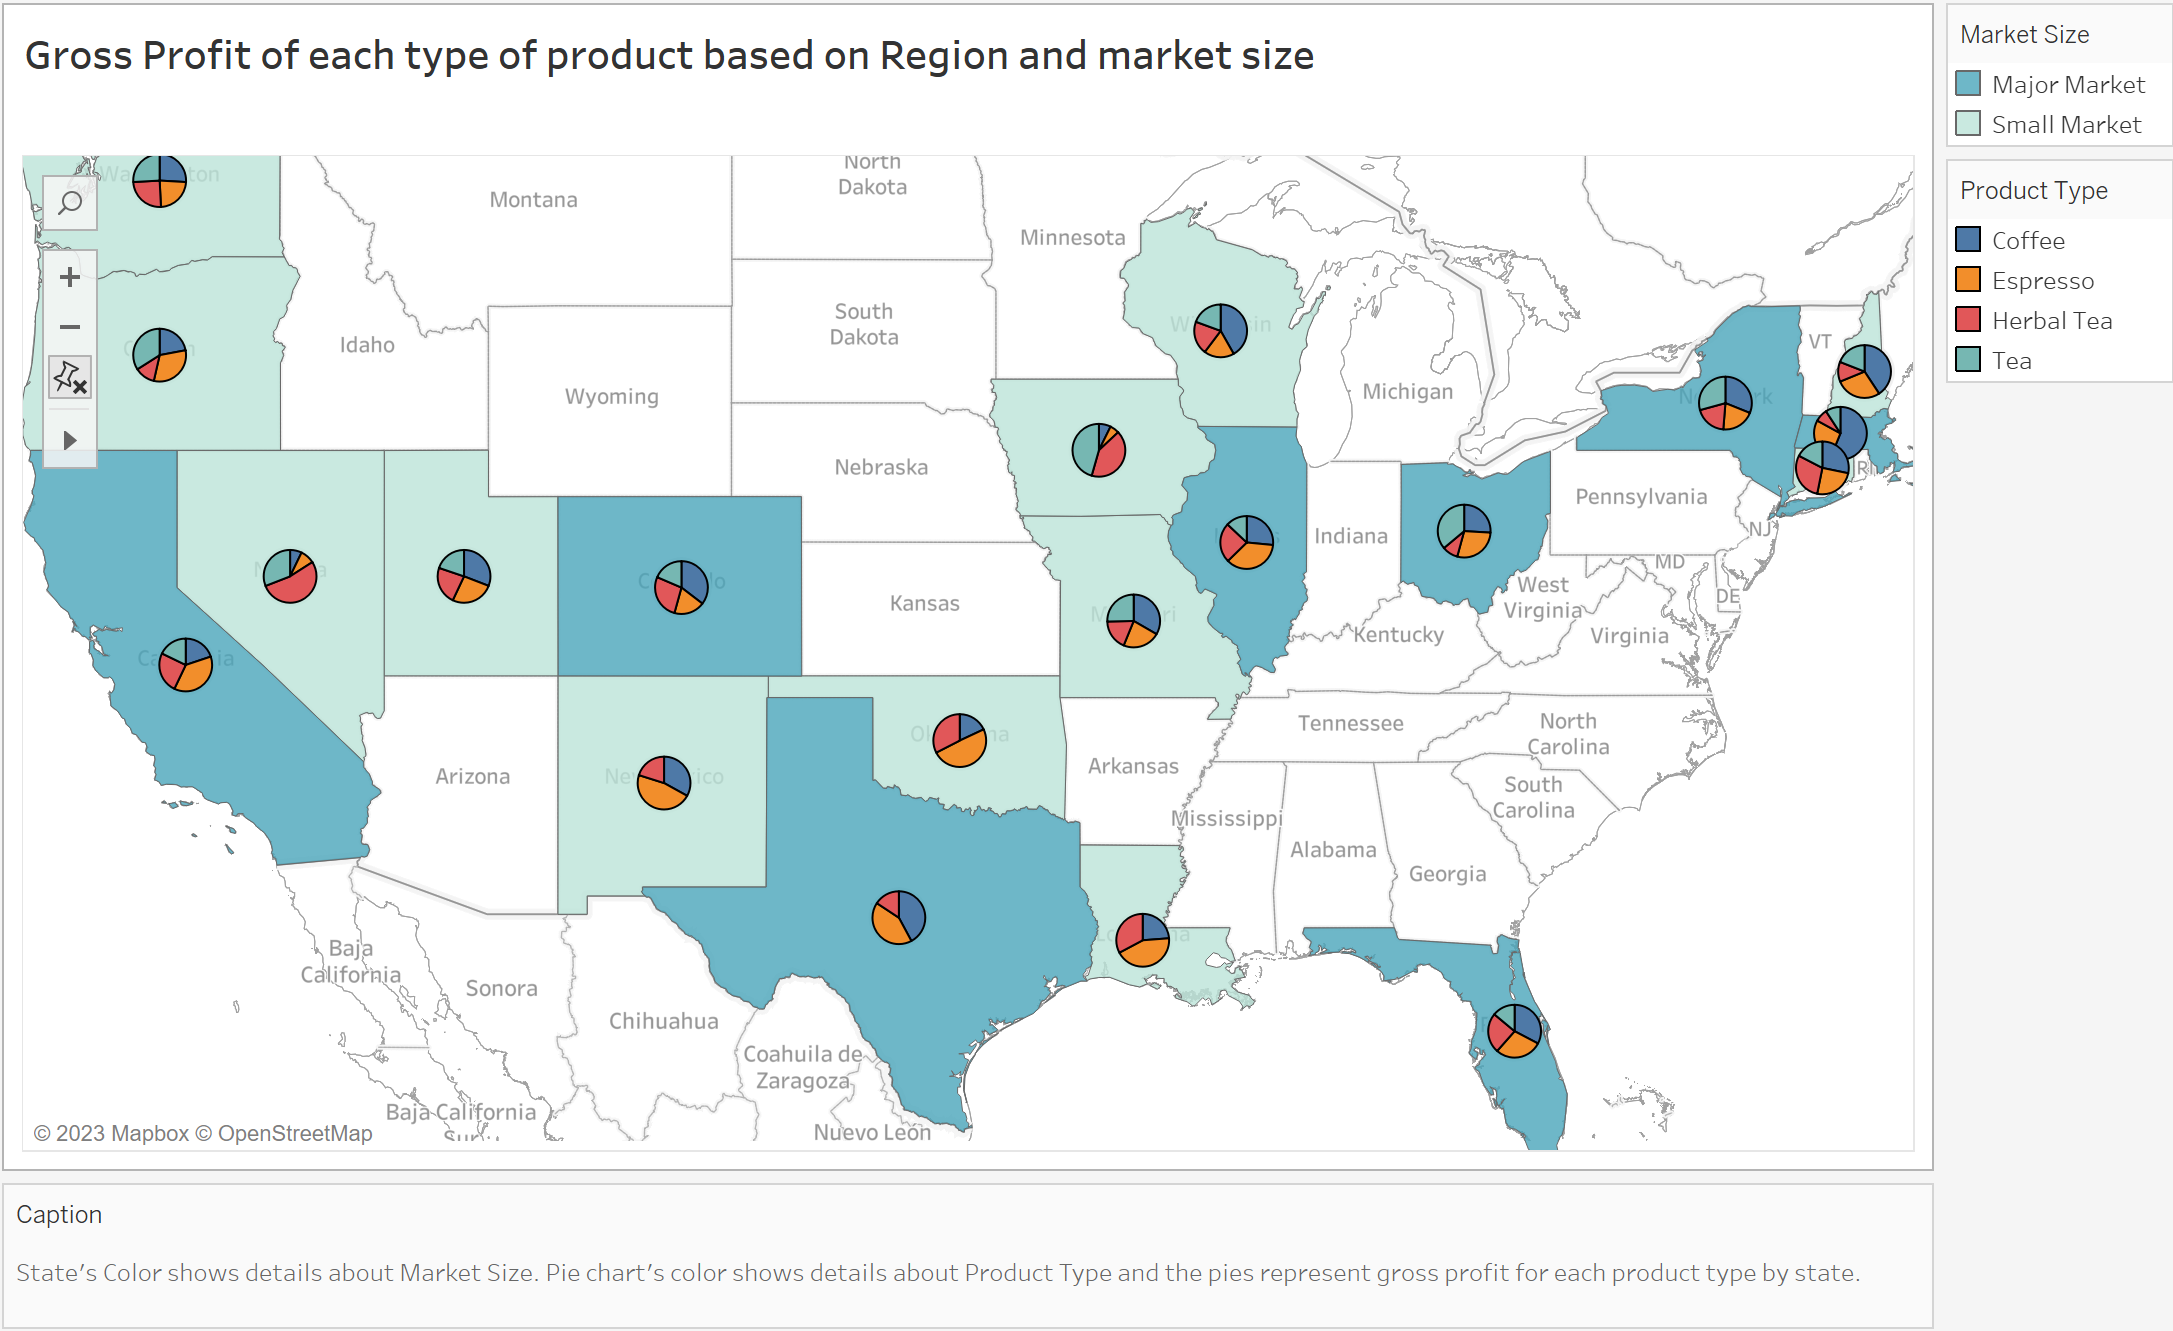 Gross Profit of each type of product based on Region and market size
Market Size
Major Market
Small Market
Product Type
Coffee
Espresso
Herbal Tea
Tea
North
Dakota
Montana
Minnesota
South
Dakota
Idaho
Wyoming
VT
Michigan
Nebraska
RI
Pennsylvania
NJ
Indiana
MD
West
Virginia
DE
Kansas
Kentucky
Virginia
Tennessee
North
Carolina
Arizona
Arkansas
South
Carolina
Mississippi
Alabama
Georgia
Baja
California
Sonora
Chihuahua
Coahuila de
Zaragoza
Baja California
Nuevo León
© 2023 Mapbox © OpenStreetMap
Caption
State's Color shows details about Market Size. Pie chart's color shows details about Product Type and the pies represent gross profit for each product type by state.